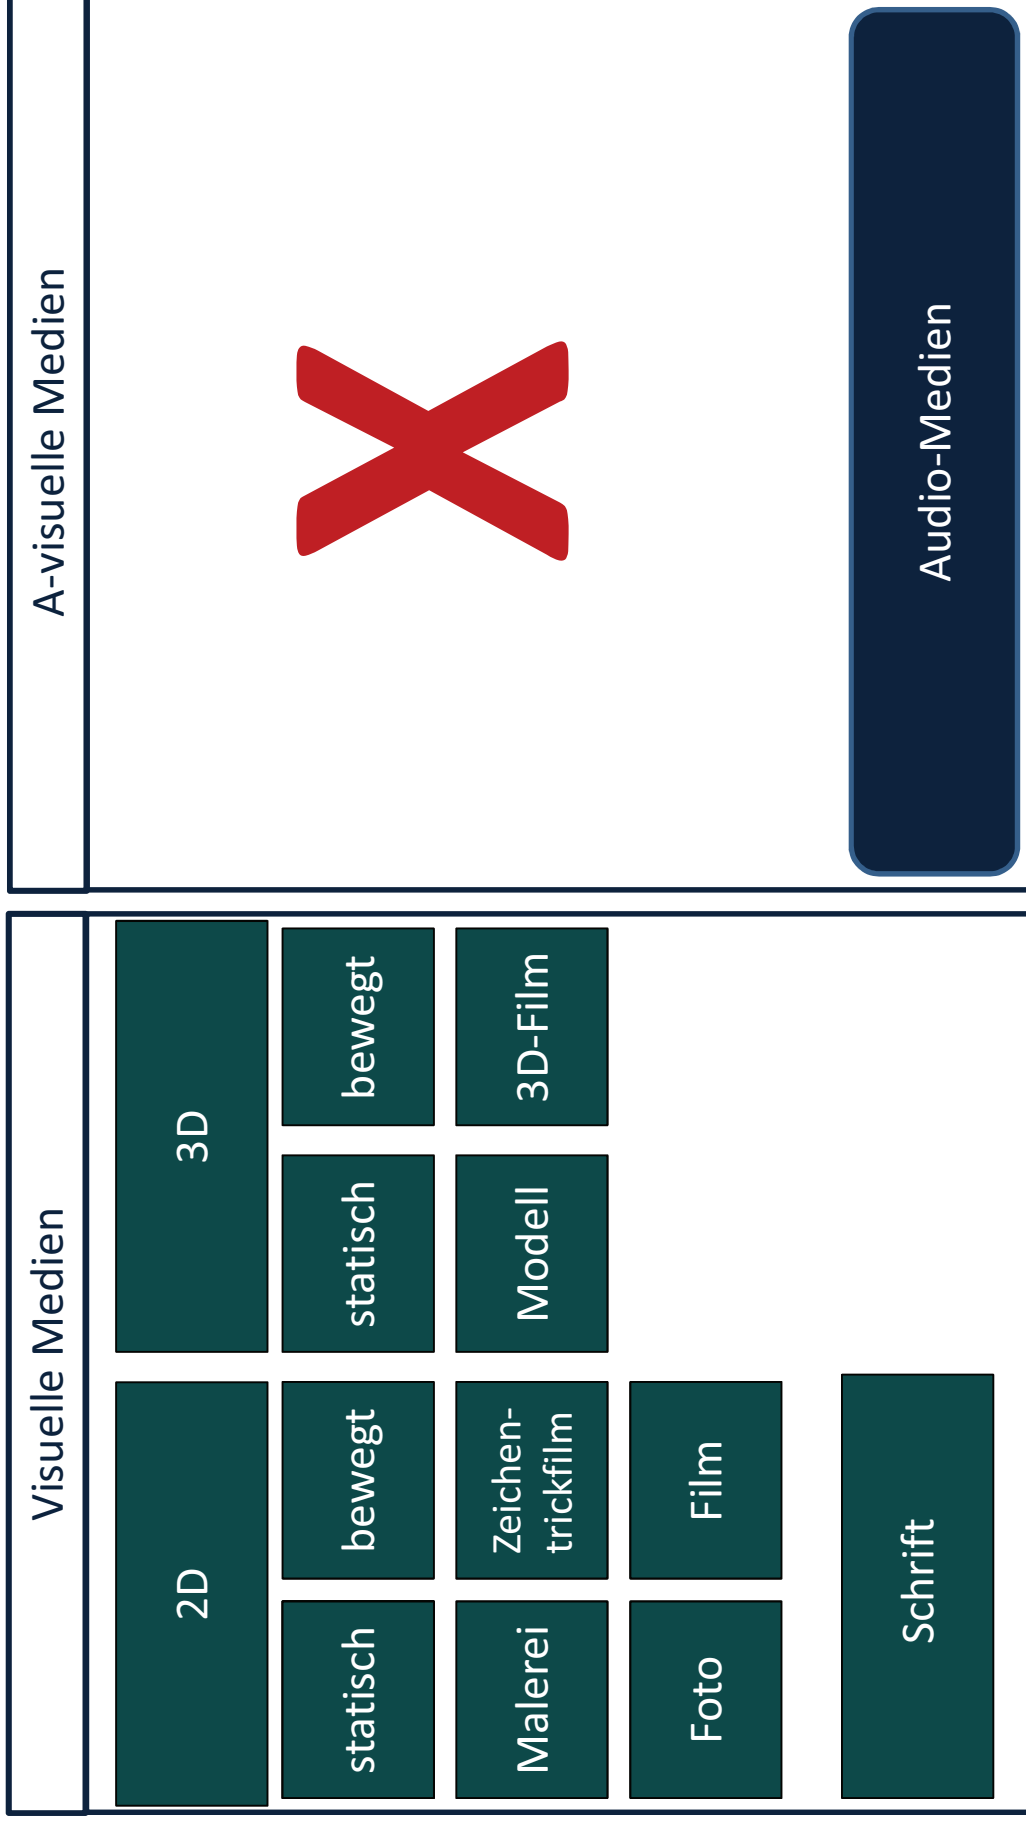 Visuelle Medien
2D
3D
statisch
bewegt
statisch
bewegt
Malerei
Zeichen-
trickfilm
Modell
3D-Film
Foto
Film
Schrift
A-visuelle Medien
Audio-Medien